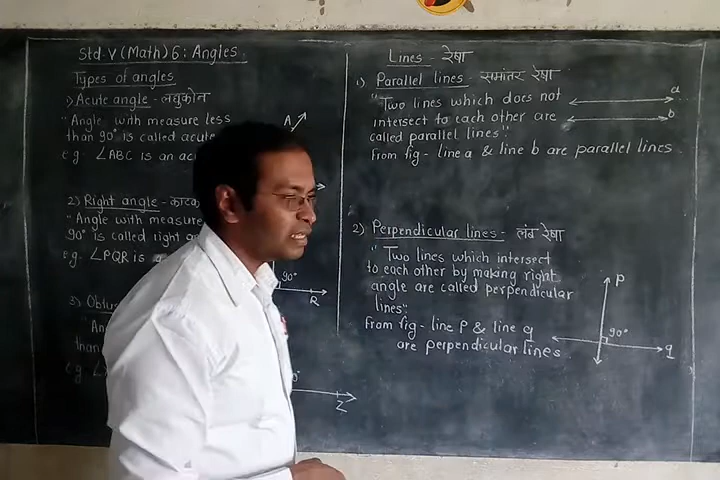 Std-V (Math) 6: Angles
Types of angles
1) Acute angle - लघुकोन
"Angle with measure less
than 90° is called acute
e.g. ∠ABC is an
A
2) Right angle -
"Angle with measure
90° is called right
e.g. ∠PQR is
90°
R
3)
than
e.g.
Z
Lines - रेषा
1) Parallel lines - समांतर रेषा
"Two lines which does not
intersect to each other are
called parallel lines".
From fig - line a & line b are parallel lines
a
b
2) Perpendicular lines - लंब रेषा
"Two lines which intersect
to each other by making right
angle are called perpendicular
lines"
From fig - line P & line q
are perpendicular lines
P
90°
q